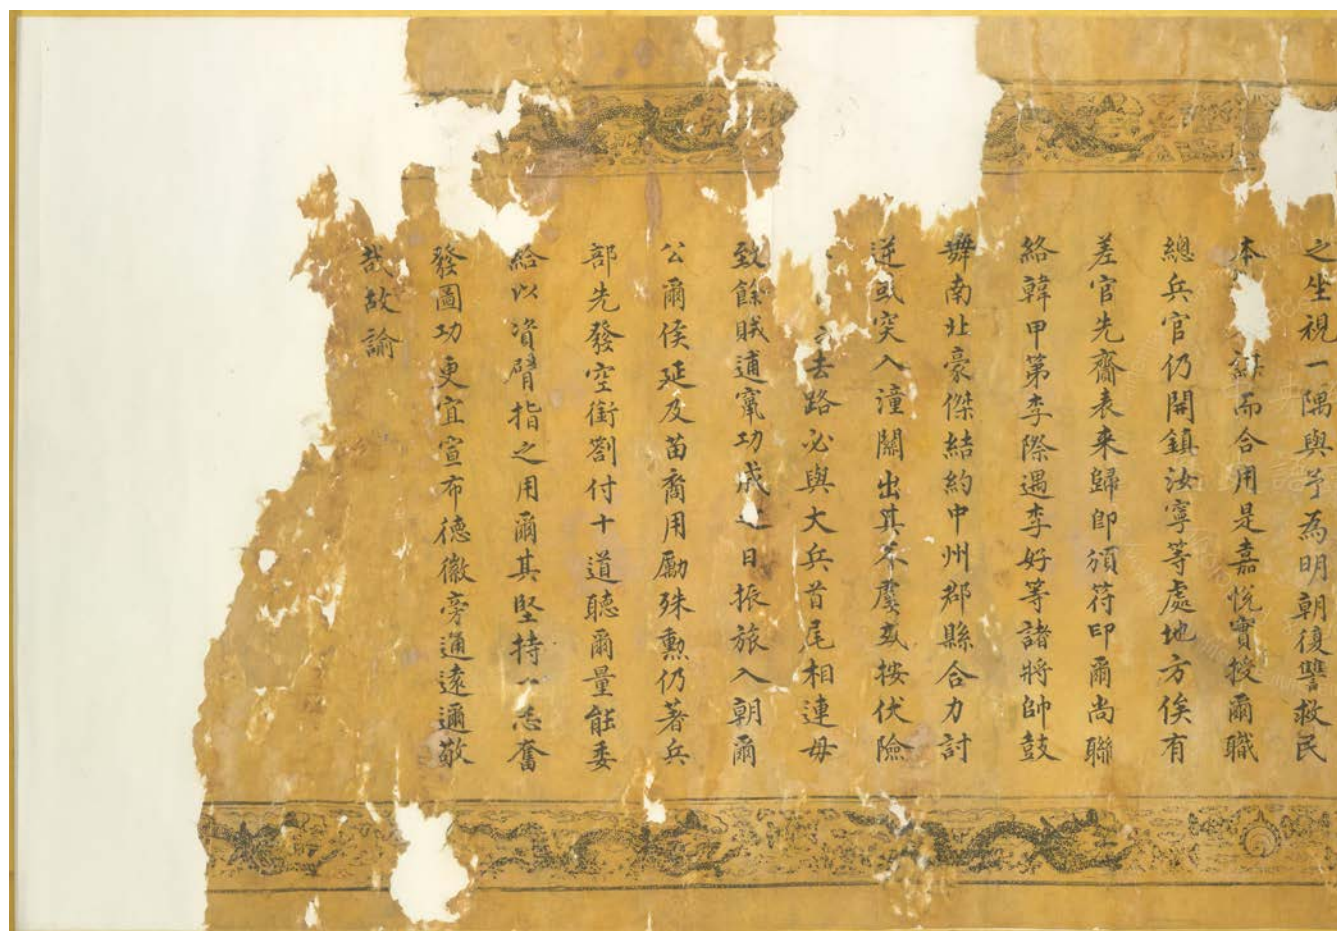 之坐視一隅與予為明朝復讐救民
本而合用是嘉悅實授爾職
總兵官仍開鎮汝寧等處地方俟有
差官先齎表来歸即頒符印爾尚聯
絡韓甲第李際遇李好等諸將帥鼓
舞南北豪傑結約中州郡縣合力討
逆或突入潼關出其不虞或按伏險
去路必與大兵首尾相連毋
致餘賊逋竄功成之日振旅入朝爾
公爾侯延及苗裔用勵殊勲仍著兵
部先發空銜劄付十道聽爾量能委
給以資臂指之用爾其堅持一志奮
發圖功更宜宣布德徽旁通遠邇敬
哉故諭